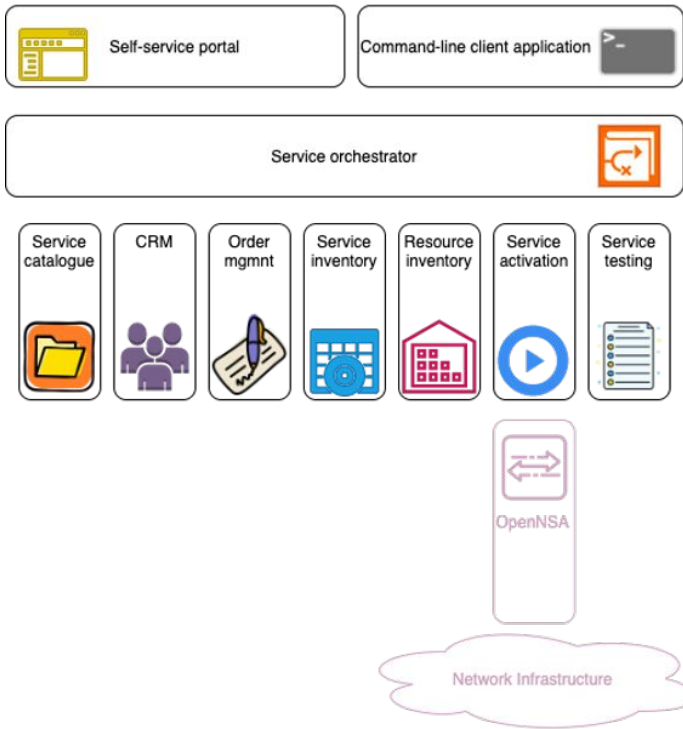 Self-service portal
Command-line client application
>_
Service orchestrator
Service
catalogue
CRM
Order
mgmnt
Service
inventory
Resource
inventory
Service
activation
Service
testing
OpenNSA
Network Infrastructure